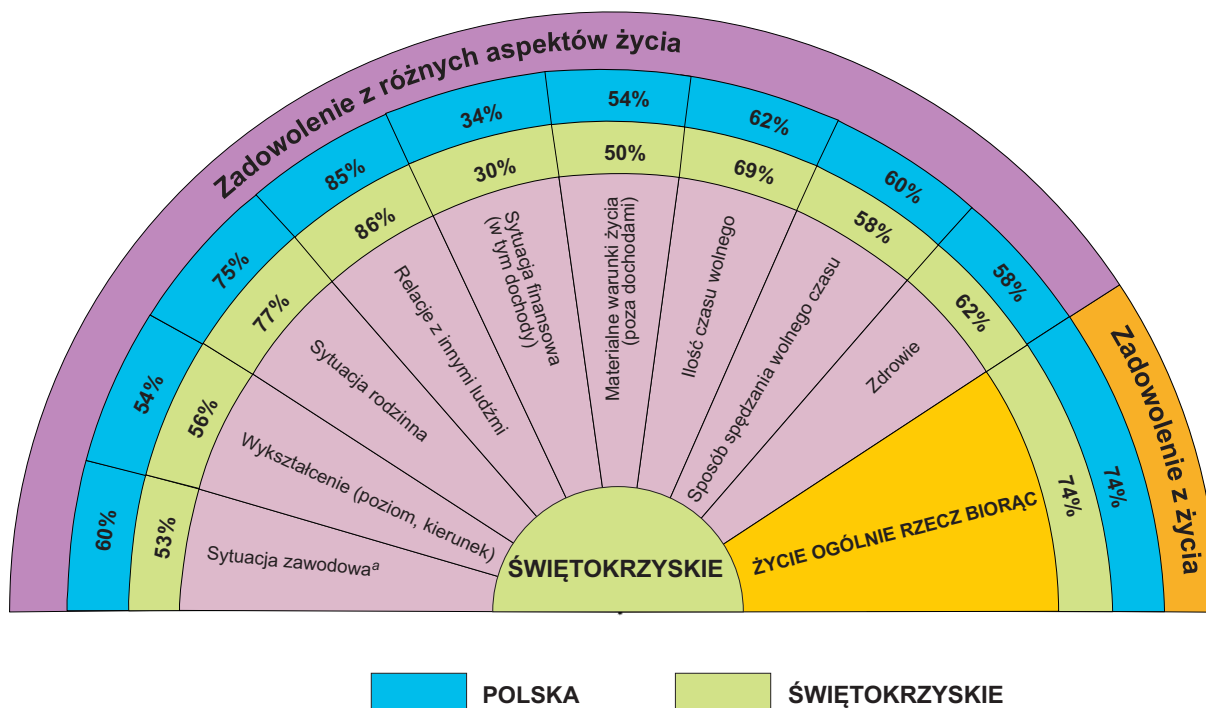 Zadowolenie z różnych aspektów życia
Zadowolenie z życia
60%
54%
75%
85%
34%
54%
62%
60%
58%
74%
53%
56%
77%
86%
30%
50%
69%
58%
62%
74%
Sytuacja zawodowaᵃ
Wykształcenie (poziom, kierunek)
Sytuacja rodzinna
Relacje z innymi ludźmi
Sytuacja finansowa
(w tym dochody)
Materialne warunki życia
(poza dochodami)
Ilość czasu wolnego
Sposób spędzania wolnego czasu
Zdrowie
ŻYCIE OGÓLNIE RZECZ BIORĄC
ŚWIĘTOKRZYSKIE
POLSKA
ŚWIĘTOKRZYSKIE